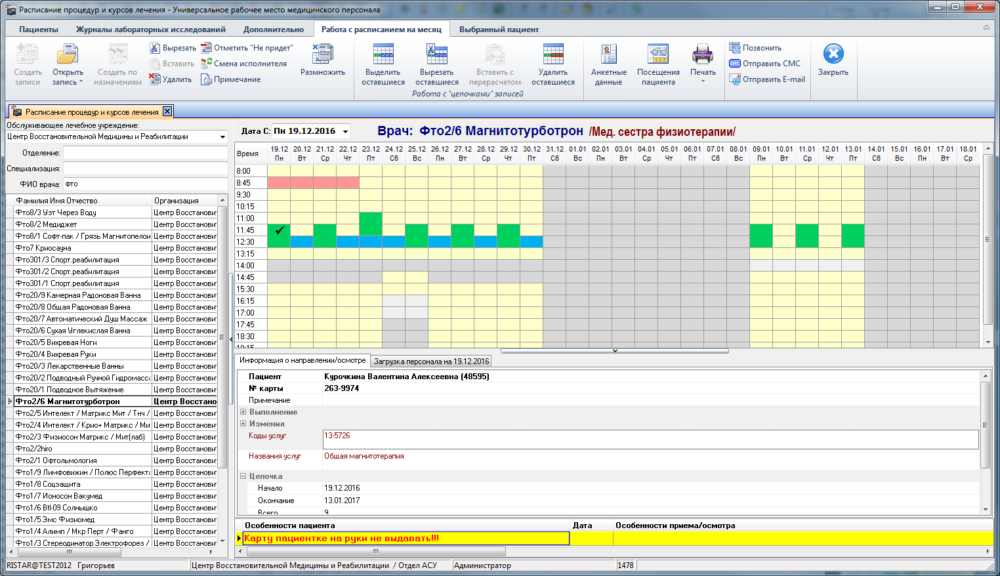 Расписание процедур и курсов лечения - Универсальное рабочее место медицинского персонала
Пациенты Журналы лабораторных исследований Дополнительно Работа с расписанием на месяц Выбранный пациент
Создать записи
Открыть запись
Создать по назначениям
Вырезать
Вставить
Удалить
Отметить "Не придет"
Смена исполнителя
Примечание
Размножить
Выделить оставшиеся
Вырезать оставшиеся
Вставить с перерасчетом
Удалить оставшиеся
Работа с "цепочками" записей
Анкетные данные
Посещения пациента
Печать
Позвонить
СМС Отправить СМС
Отправить E-mail
Закрыть
Расписание процедур и курсов лечения
Обслуживающее лечебное учреждение:
Центр Восстановительной Медицины и Реабилитации
Отделение:
Специализация:
ФИО врача: фто
Фамилия Имя Отчество Организация
Фто8/3 Узт Через Воду Центр Восстанови
Фто8/2 Медиджет Центр Восстанови
Фто8/1 Софт-пак / Грязь Магнитопелои Центр Восстанови
Фто7 Криосауна Центр Восстанови
Фто301/3 Спорт.реабилитация Центр Восстанови
Фто301/2 Спорт.реабилитация Центр Восстанови
Фто301/1 Спорт.реабилитация Центр Восстанови
Фто20/9 Камерная Радоновая Ванна Центр Восстанови
Фто20/8 Общая Радоновая Ванна Центр Восстанови
Фто20/7 Автоматический Душ Массаж Центр Восстанови
Фто20/6 Сухая Углекислая Ванна Центр Восстанови
Фто20/5 Вихревая Ноги Центр Восстанови
Фто20/4 Вихревая Руки Центр Восстанови
Фто20/3 Лекарственные Ванны Центр Восстанови
Фто20/2 Подводный Ручной Гидромасса Центр Восстанови
Фто20/1 Подводное Вытяжение Центр Восстанови
Фто2/6 Магнитотурботрон Центр Восстано
Фто2/5 Интелект / Матрикс Мит / Тнч / Центр Восстанови
Фто2/4 Интелект / Крио+ Матрикс / Ми Центр Восстанови
Фто2/3 Физиосон Матрикс / Мит(лаб) Центр Восстанови
Фто2/2hiro Центр Восстанови
Фто2/1 Офтольмология Центр Восстанови
Фто1/9 Лимфовижин / Полюс Перфекта Центр Восстанови
Фто1/8 Соцзащита Центр Восстанови
Фто1/7 Ионосон Вакумед Центр Восстанови
Фто1/6 Btl-09 Солнышко Центр Восстанови
Фто1/5 Эмс Физиомед Центр Восстанови
Фто1/4 Алимп / Мкр Перт / Фанго Центр Восстанови
Фто1/3 Стереодинатор Электрофорез / Центр Восстанови
Дата С: Пн 19.12.2016 Врач: Фто2/6 Магнитотурботрон /Мед. сестра физиотерапии/
Время 19.12 20.12 21.12 22.12 23.12 24.12 25.12 26.12 27.12 28.12 29.12 30.12 31.12 01.01 02.01 03.01 04.01 05.01 06.01 07.01 08.01 09.01 10.01 11.01 12.01 13.01 14.01 15.01 16.01 17.01 18.01
Пн Вт Ср Чт Пт Сб Вс Пн Вт Ср Чт Пт Сб Вс Пн Вт Ср Чт Пт Сб Вс Пн Вт Ср Чт Пт Сб Вс Пн Вт Ср
8:00
8:45
9:30
10:15
11:00
11:45
12:30
13:15
14:00
14:45
15:30
16:15
17:00
17:45
18:30
19:15
Информация о направлении/осмотре Загрузка персонала на 19.12.2016
Пациент Курочкина Валентина Алексеевна (48595)
№ карты 263-9974
Примечание
Выполнение
Изменил
Коды услуг 13-5726
Названия услуг Общая магнитотерапия
Цепочка
Начало 19.12.2016
Окончание 13.01.2017
Всего 9
Особенности пациента Дата Особенности приема/осмотра
Карту пациентке на руки не выдавать!!!
RISTAR@TEST2012 Григорьев Центр Восстановительной Медицины и Реабилитации / Отдел АСУ Администратор 1478